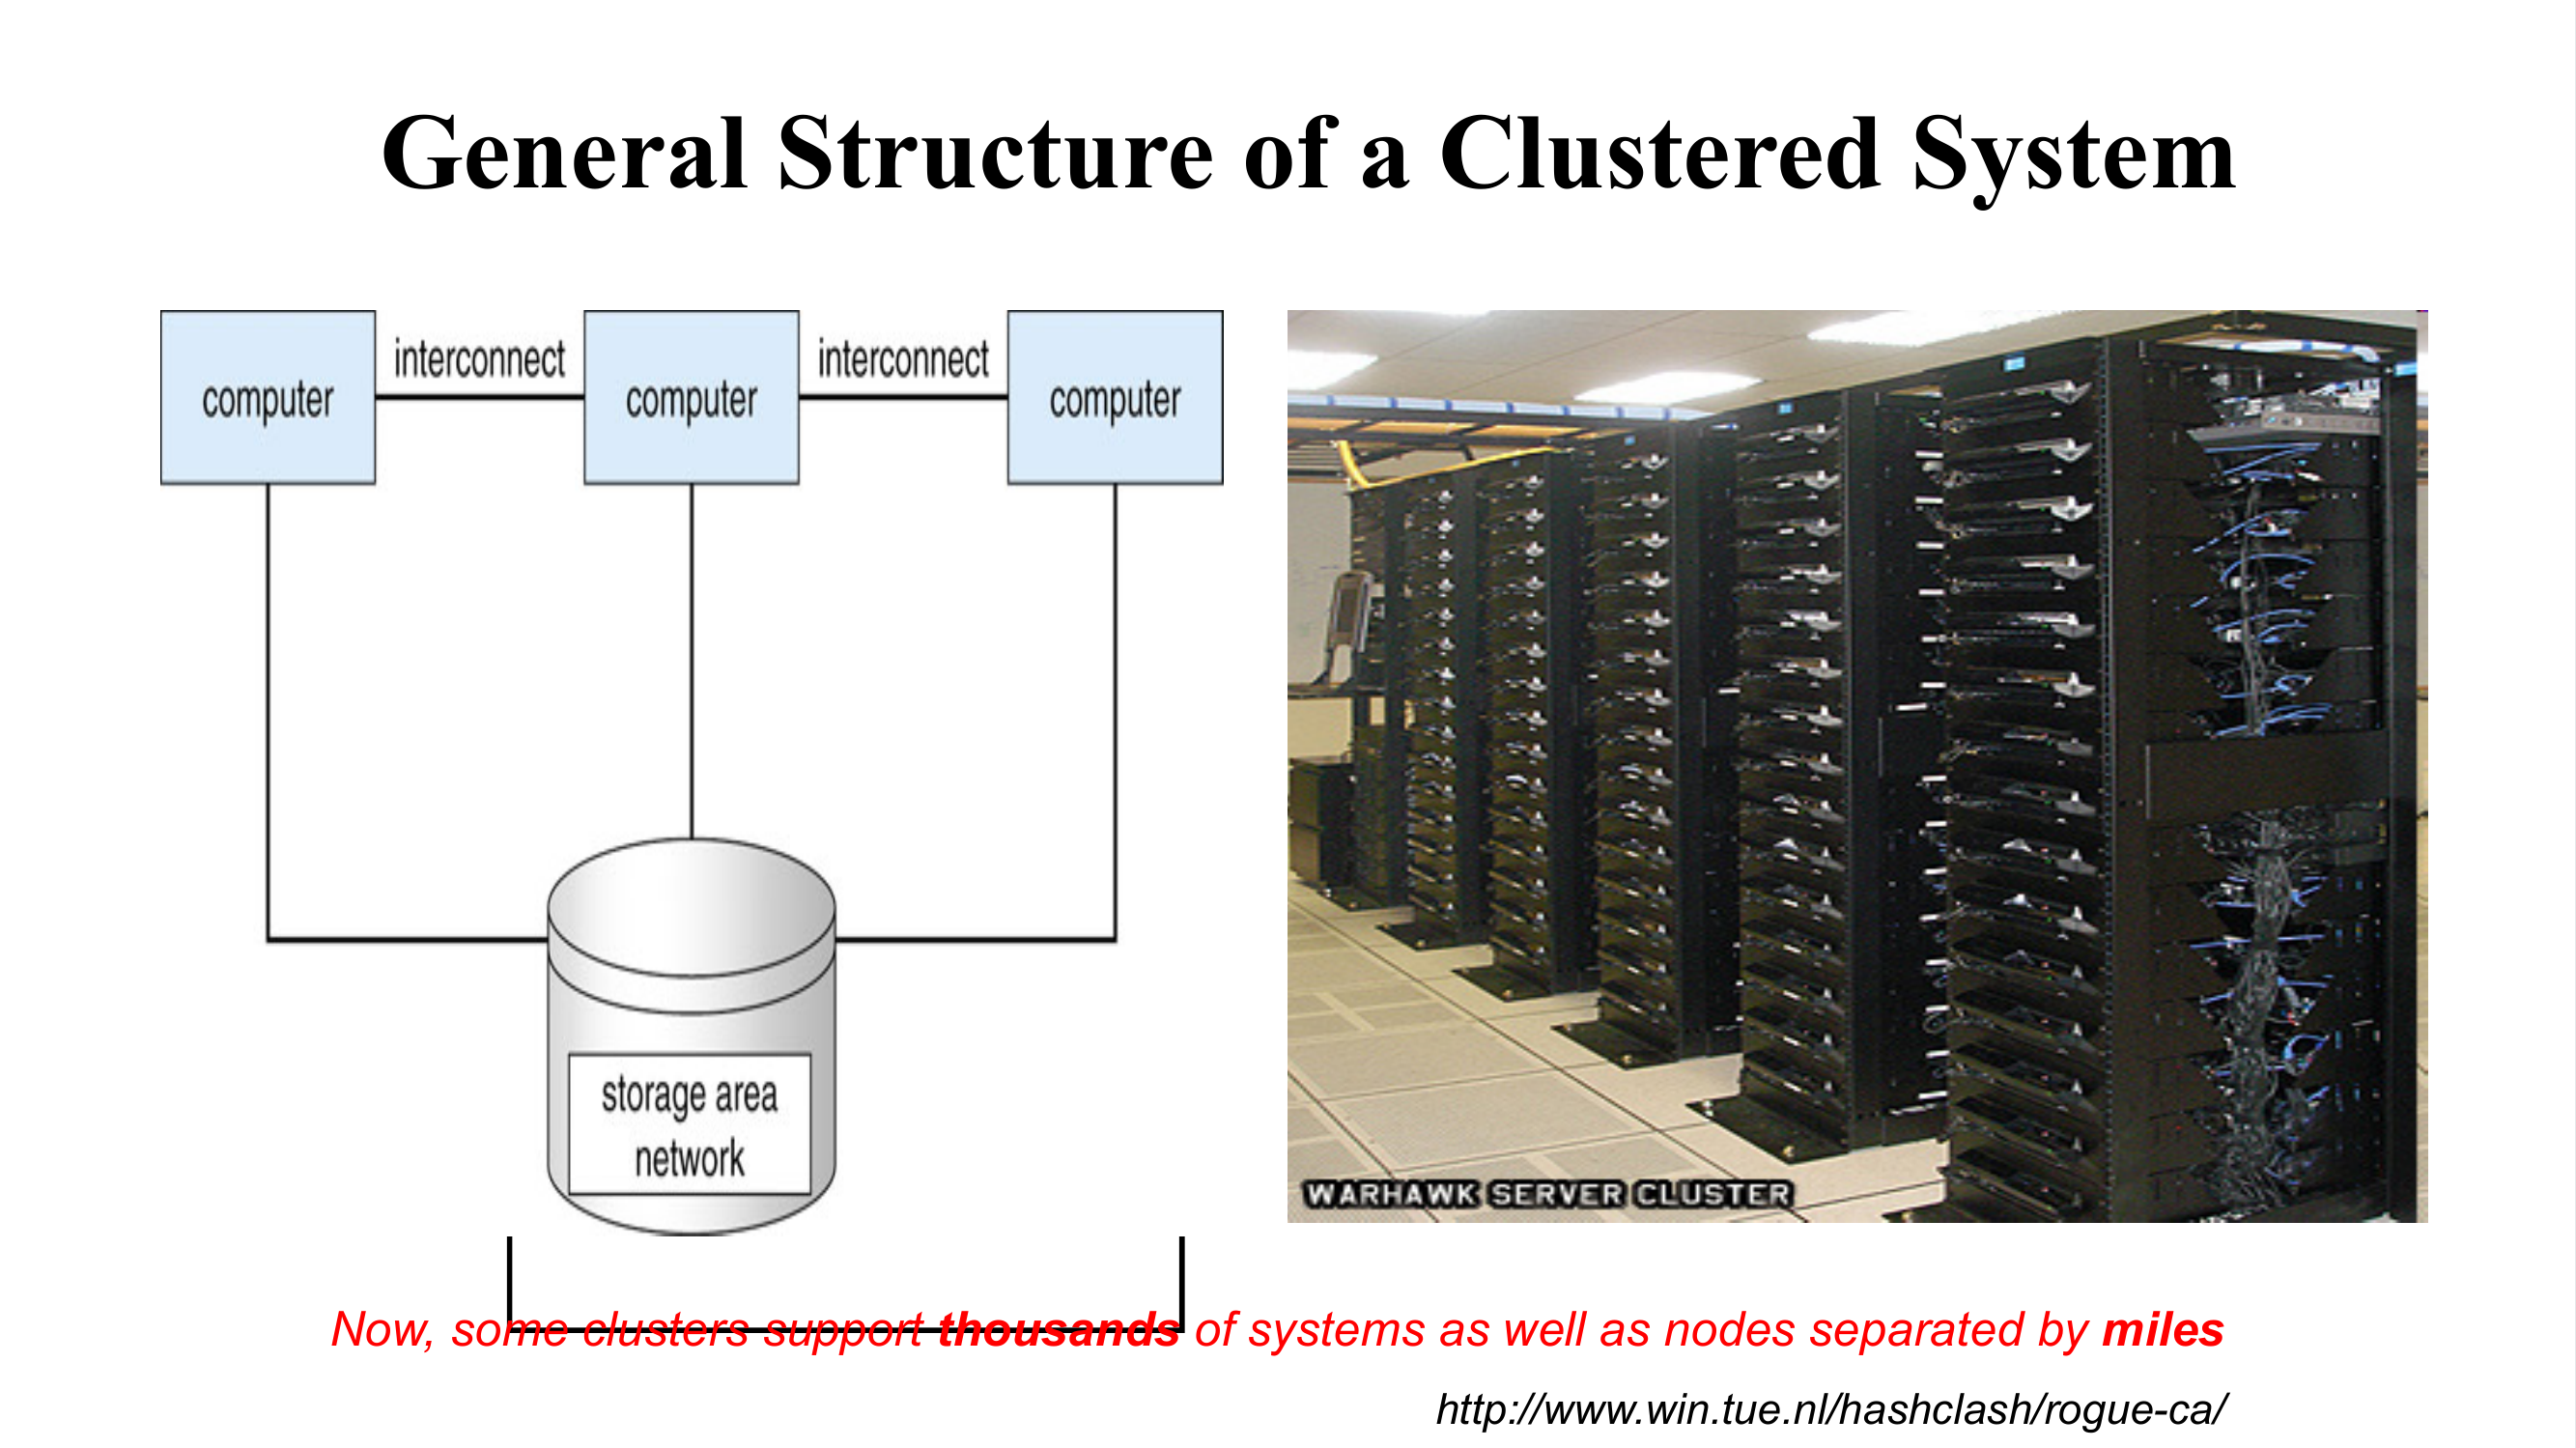 General Structure of a Clustered System
computer
interconnect
computer
interconnect
computer
storage area
network
WARHAWK SERVER CLUSTER
Now, some clusters support thousands of systems as well as nodes separated by miles
http://www.win.tue.nl/hashclash/rogue-ca/